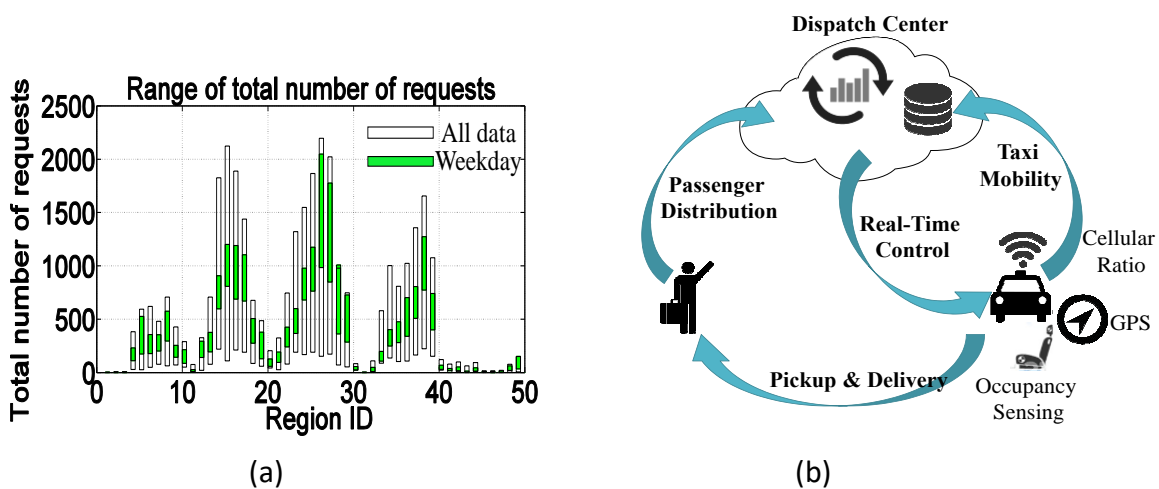 Range of total number of requests
Total number of requests
2500
2000
1500
1000
500
0
All data
Weekday
0
10
20
30
40
50
Region ID
(a)
Dispatch Center
Passenger
Distribution
Taxi
Mobility
Real-Time
Control
Cellular
Ratio
GPS
Pickup & Delivery
Occupancy
Sensing
(b)